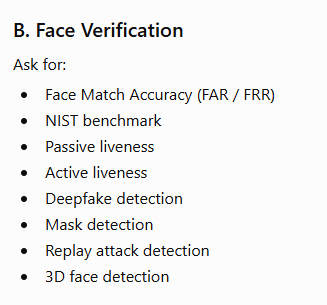 B. Face Verification
Ask for:
• Face Match Accuracy (FAR / FRR)
• NIST benchmark
• Passive liveness
• Active liveness
• Deepfake detection
• Mask detection
• Replay attack detection
• 3D face detection